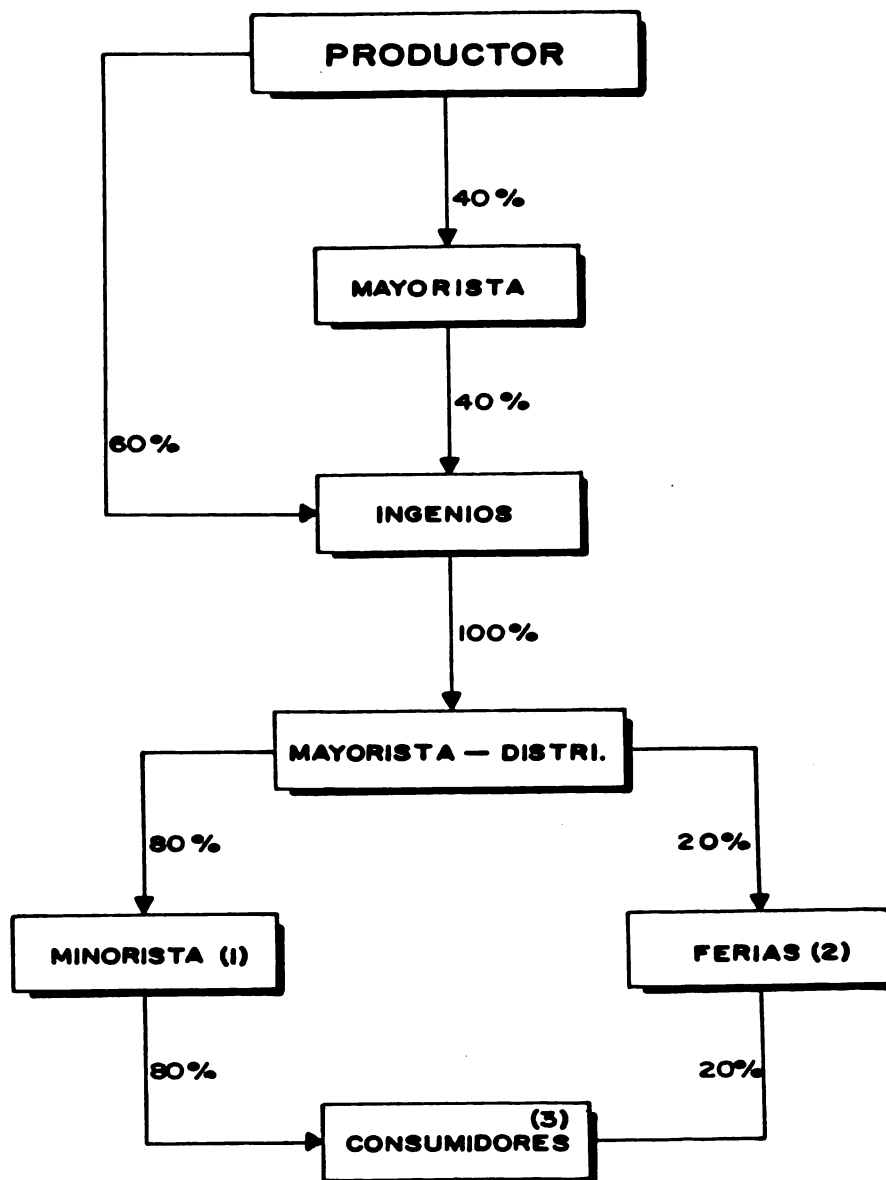 PRODUCTOR
40%
MAYORISTA
40%
60%
INGENIOS
100%
MAYORISTA — DISTRI.
80%
20%
MINORISTA (1)
FERIAS (2)
80%
20%
(3)
CONSUMIDORES